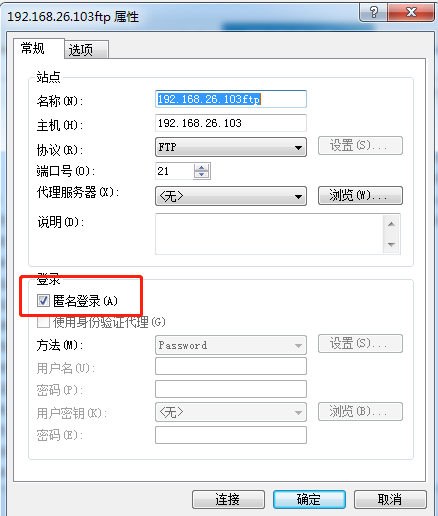 192.168.26.103ftp 属性
常规 选项
站点
名称(N): 192.168.26.103ftp
主机(H): 192.168.26.103
协议(R): FTP 设置(S)...
端口号(O): 21
代理服务器(X): <无> 浏览(W)...
说明(D):
登录
匿名登录(A)
使用身份验证代理(G)
方法(M): Password 设置(S)...
用户名(U):
密码(P):
用户密钥(K): <无> 浏览(B)...
密码(E):
连接 确定 取消